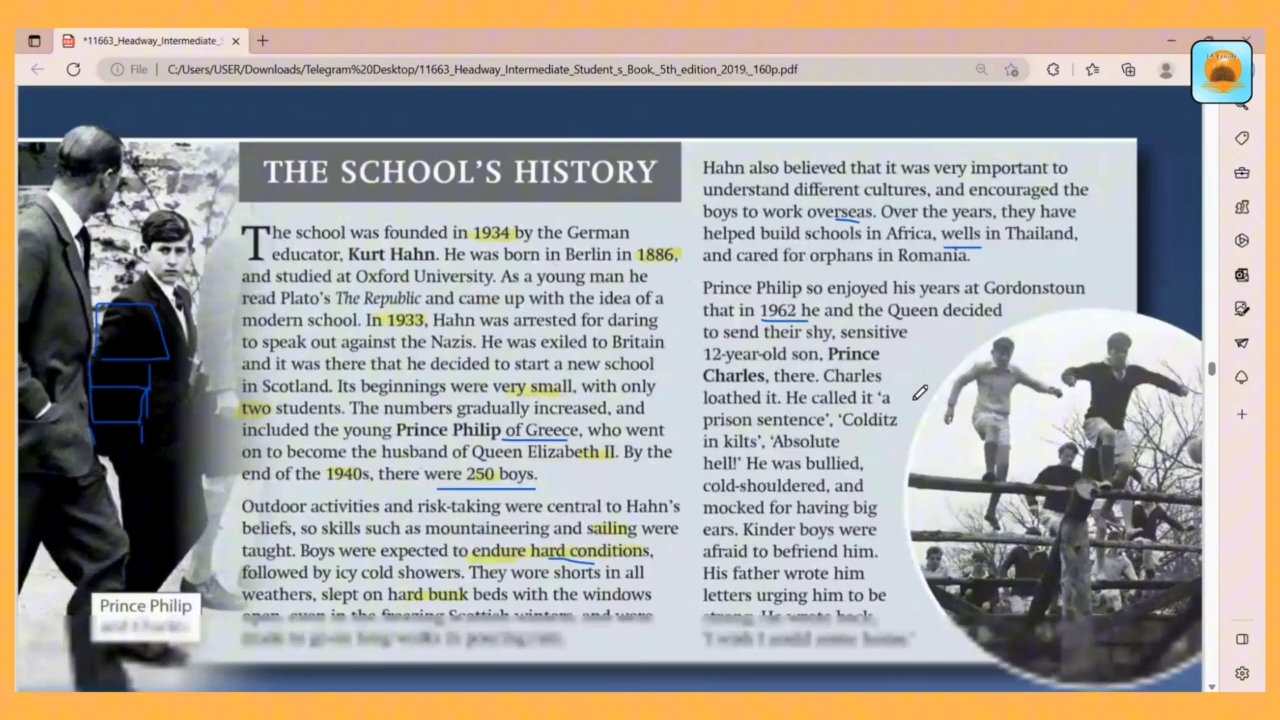 *11663_Headway_Intermediate_S
File
C:/Users/USER/Downloads/Telegram%20Desktop/11663_Headway_Intermediate_Student_s_Book,_5th_edition_2019,_160p.pdf
THE SCHOOL'S HISTORY
The school was founded in 1934 by the German
educator, Kurt Hahn. He was born in Berlin in 1886,
and studied at Oxford University. As a young man he
read Plato's The Republic and came up with the idea of a
modern school. In 1933, Hahn was arrested for daring
to speak out against the Nazis. He was exiled to Britain
and it was there that he decided to start a new school
in Scotland. Its beginnings were very small, with only
two students. The numbers gradually increased, and
included the young Prince Philip of Greece, who went
on to become the husband of Queen Elizabeth II. By the
end of the 1940s, there were 250 boys.
Outdoor activities and risk-taking were central to Hahn's
beliefs, so skills such as mountaineering and sailing were
taught. Boys were expected to endure hard conditions,
followed by icy cold showers. They wore shorts in all
weathers, slept on hard bunk beds with the windows
open, even in the freezing Scottish winters, and were
Hahn also believed that it was very important to
understand different cultures, and encouraged the
boys to work overseas. Over the years, they have
helped build schools in Africa, wells in Thailand,
and cared for orphans in Romania.
Prince Philip so enjoyed his years at Gordonstoun
that in 1962 he and the Queen decided
to send their shy, sensitive
12-year-old son, Prince
Charles, there. Charles
loathed it. He called it 'a
prison sentence', 'Colditz
in kilts', 'Absolute
hell!' He was bullied,
cold-shouldered, and
mocked for having big
ears. Kinder boys were
afraid to befriend him.
His father wrote him
letters urging him to be
strong. He wrote back,
Prince Philip